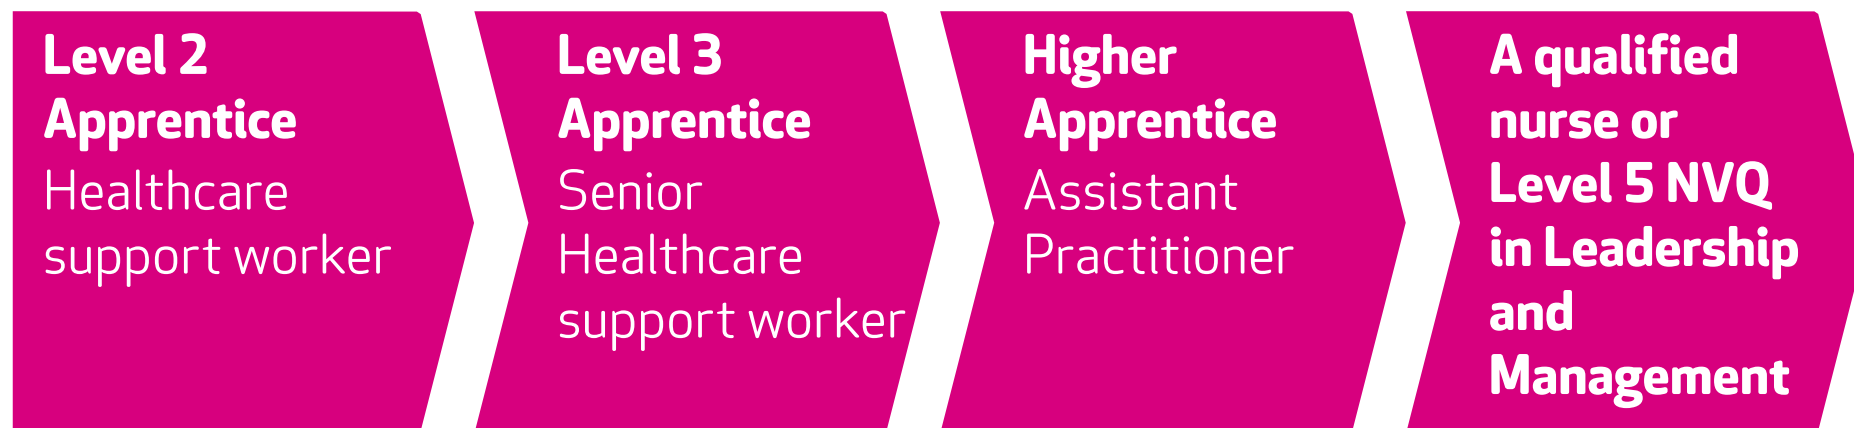 Level 2
Apprentice
Healthcare
support worker
Level 3
Apprentice
Senior
Healthcare
support worker
Higher
Apprentice
Assistant
Practitioner
A qualified
nurse or
Level 5 NVQ
in Leadership
and
Management